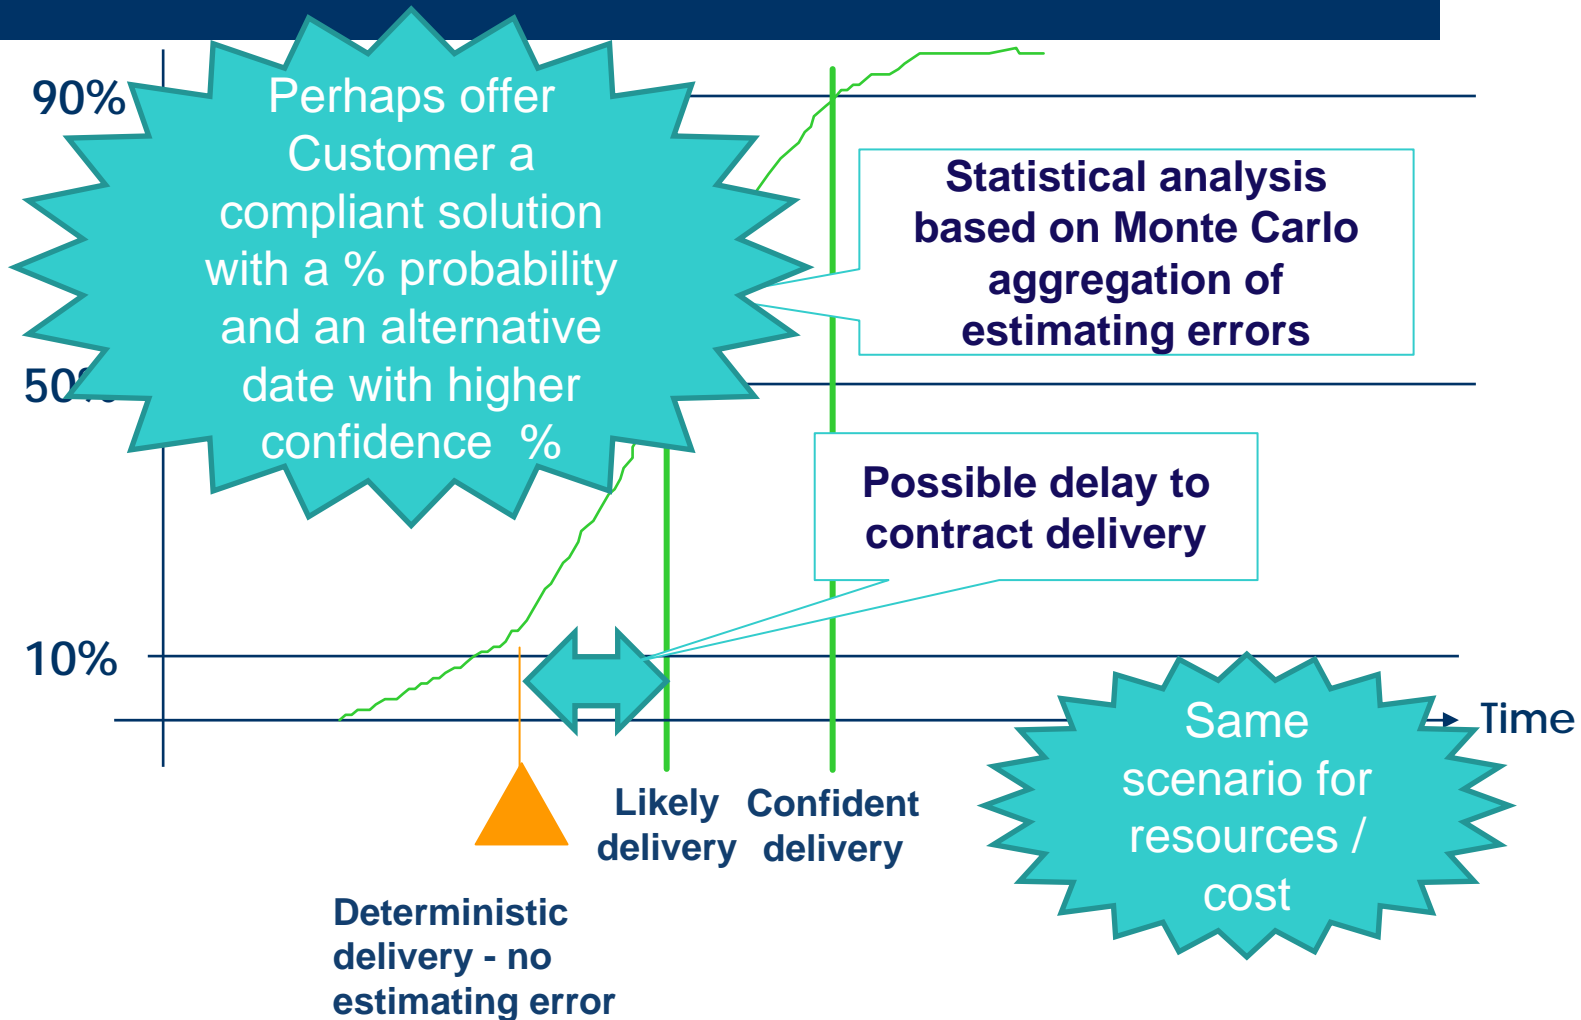 90%
Perhaps offer
Customer a
compliant solution
with a % probability
and an alternative
date with higher
confidence %
Statistical analysis
based on Monte Carlo
aggregation of
estimating errors
50%
Possible delay to
contract delivery
10%
Time
Same
scenario for
resources /
cost
Likely
delivery
Confident
delivery
Deterministic
delivery - no
estimating error